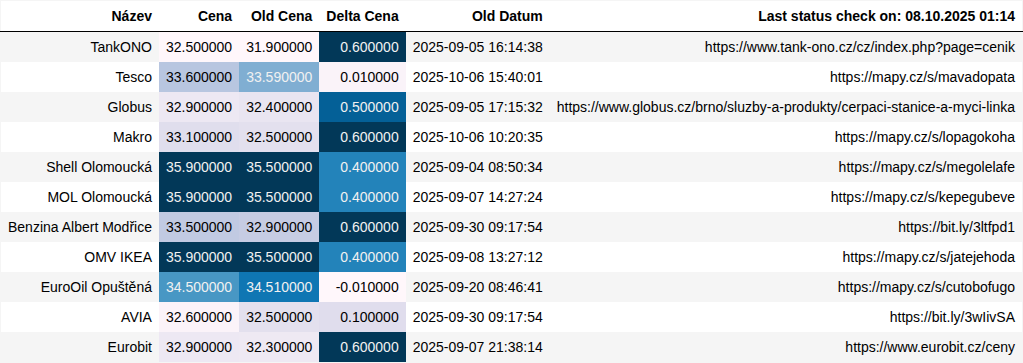 Název Cena Old Cena Delta Cena Old Datum Last status check on: 08.10.2025 01:14
TankONO 32.500000 31.900000 0.600000 2025-09-05 16:14:38 https://www.tank-ono.cz/cz/index.php?page=cenik
Tesco 33.600000 33.590000 0.010000 2025-10-06 15:40:01 https://mapy.cz/s/mavadopata
Globus 32.900000 32.400000 0.500000 2025-09-05 17:15:32 https://www.globus.cz/brno/sluzby-a-produkty/cerpaci-stanice-a-myci-linka
Makro 33.100000 32.500000 0.600000 2025-10-06 10:20:35 https://mapy.cz/s/lopagokoha
Shell Olomoucká 35.900000 35.500000 0.400000 2025-09-04 08:50:34 https://mapy.cz/s/megolelafe
MOL Olomoucká 35.900000 35.500000 0.400000 2025-09-07 14:27:24 https://mapy.cz/s/kepegubeve
Benzina Albert Modřice 33.500000 32.900000 0.600000 2025-09-30 09:17:54 https://bit.ly/3ltfpd1
OMV IKEA 35.900000 35.500000 0.400000 2025-09-08 13:27:12 https://mapy.cz/s/jatejehoda
EuroOil Opuštěná 34.500000 34.510000 -0.010000 2025-09-20 08:46:41 https://mapy.cz/s/cutobofugo
AVIA 32.600000 32.500000 0.100000 2025-09-30 09:17:54 https://bit.ly/3wIivSA
Eurobit 32.900000 32.300000 0.600000 2025-09-07 21:38:14 https://www.eurobit.cz/ceny